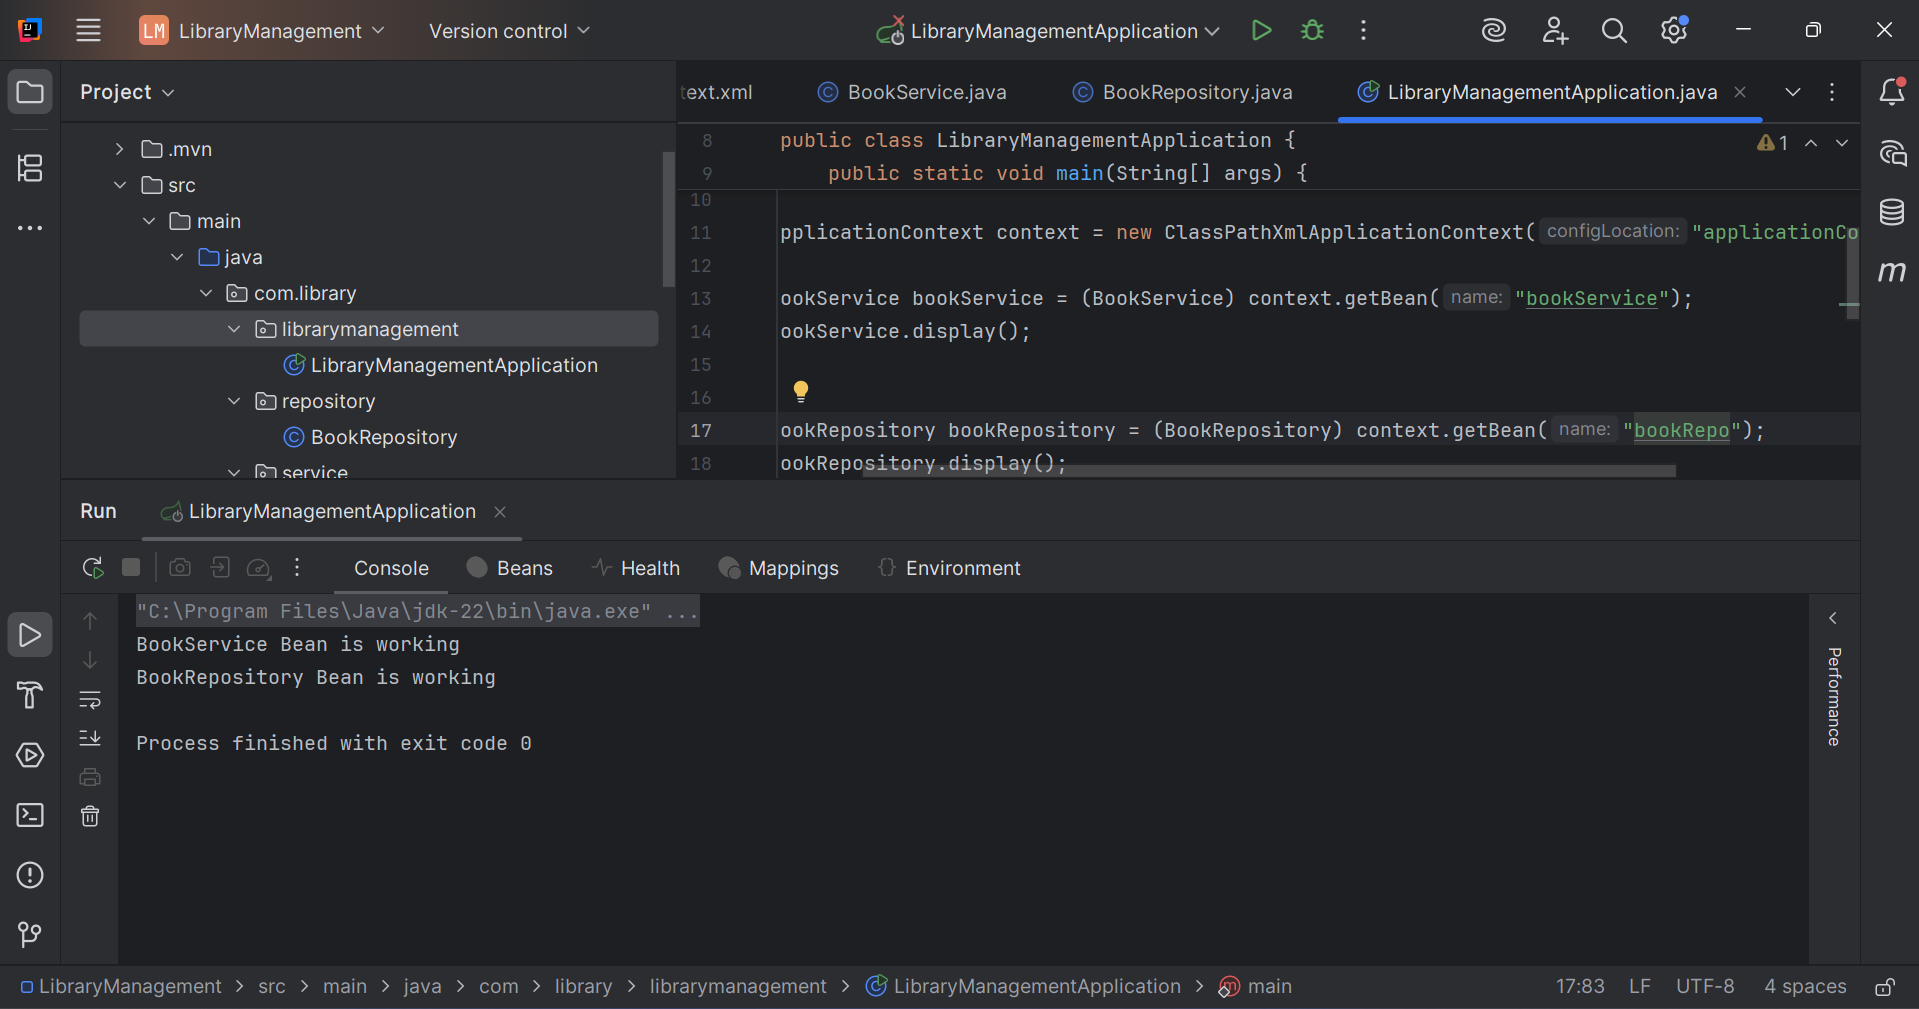 LM LibraryManagement Version control LibraryManagementApplication
Project
text.xml BookService.java BookRepository.java LibraryManagementApplication.java
.mvn
src
main
java
com.library
librarymanagement
LibraryManagementApplication
repository
BookRepository
service
8 public class LibraryManagementApplication {
9 public static void main(String[] args) {
10
11 pplicationContext context = new ClassPathXmlApplicationContext( configLocation: "applicationCo
12
13 ookService bookService = (BookService) context.getBean( name: "bookService");
14 ookService.display();
15
16
17 ookRepository bookRepository = (BookRepository) context.getBean( name: "bookRepo");
18 ookRepository.display();
1
m
Run LibraryManagementApplication
Console Beans Health Mappings Environment
"C:\Program Files\Java\jdk-22\bin\java.exe" ...
BookService Bean is working
BookRepository Bean is working
Process finished with exit code 0
Performance
LibraryManagement > src > main > java > com > library > librarymanagement > LibraryManagementApplication > main 17:83 LF UTF-8 4 spaces